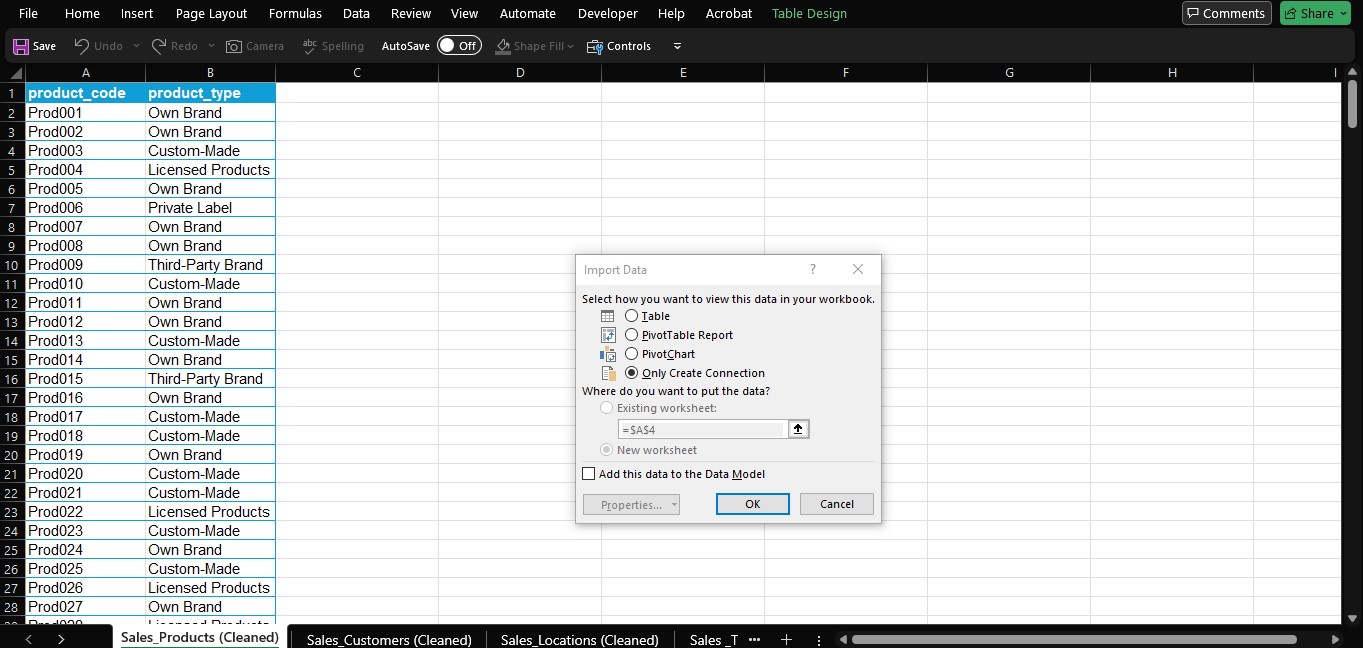 File Home Insert Page Layout Formulas Data Review View Automate Developer Help Acrobat Table Design Comments Share
Save Undo Redo Camera abc Spelling AutoSave Off Shape Fill Controls
A B C D E F G H I
1 product_code product_type
2 Prod001 Own Brand
3 Prod002 Own Brand
4 Prod003 Custom-Made
5 Prod004 Licensed Products
6 Prod005 Own Brand
7 Prod006 Private Label
8 Prod007 Own Brand
9 Prod008 Own Brand
10 Prod009 Third-Party Brand
11 Prod010 Custom-Made
12 Prod011 Own Brand
13 Prod012 Own Brand
14 Prod013 Custom-Made
15 Prod014 Own Brand
16 Prod015 Third-Party Brand
17 Prod016 Own Brand
18 Prod017 Custom-Made
19 Prod018 Custom-Made
20 Prod019 Own Brand
21 Prod020 Custom-Made
22 Prod021 Custom-Made
23 Prod022 Licensed Products
24 Prod023 Custom-Made
25 Prod024 Own Brand
26 Prod025 Custom-Made
27 Prod026 Licensed Products
28 Prod027 Own Brand
Import Data ?
Select how you want to view this data in your workbook.
Table
PivotTable Report
PivotChart
Only Create Connection
Where do you want to put the data?
Existing worksheet:
=$A$4
New worksheet
Add this data to the Data Model
Properties... OK Cancel
Sales_Products (Cleaned) Sales_Customers (Cleaned) Sales_Locations (Cleaned) Sales_T ...